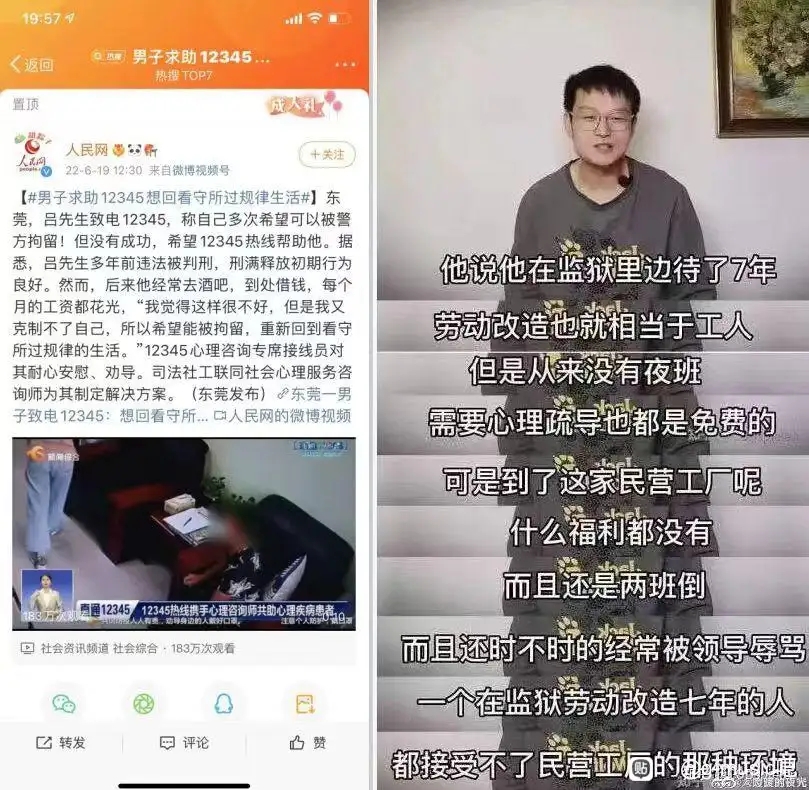 19:57
返回
热搜
男子求助12345...
热搜 TOP7
置顶
成人礼
人民网
people.cn
人民网
22-6-19 12:30 来自微博视频号
+关注
【#男子求助12345想回看守所过规律生活#】东
莞，吕先生致电12345，称自己多次希望可以被警
方拘留！但没有成功，希望12345热线帮助他。据
悉，吕先生多年前违法被判刑，刑满释放初期行为
良好。然而，后来他经常去酒吧，到处借钱，每个
月的工资都花光，“我觉得这样很不好，但是我又
克制不了自己，所以希望能被拘留，重新回到看守
所过规律的生活。”12345心理咨询专席接线员对
其耐心安慰、劝导。司法社工联同社会心理服务咨
询师为其制定解决方案。（东莞发布）东莞一男
子致电12345：想回看守所... 人民网的微博视频
新闻综合
直通12345
12345热线携手心理咨询师共助心理疾病患者
183万次观看
社会资讯频道 社会综合·183万次观看
转发
评论
赞
他说他在监狱里边待了7年
劳动改造也就相当于工人
但是从来没有夜班
需要心理疏导也都是免费的
可是到了这家民营工厂呢
什么福利都没有
而且还是两班倒
而且还时不时的经常被领导辱骂
一个在监狱劳动改造七年的人
都接受不了民营工厂的那种环境